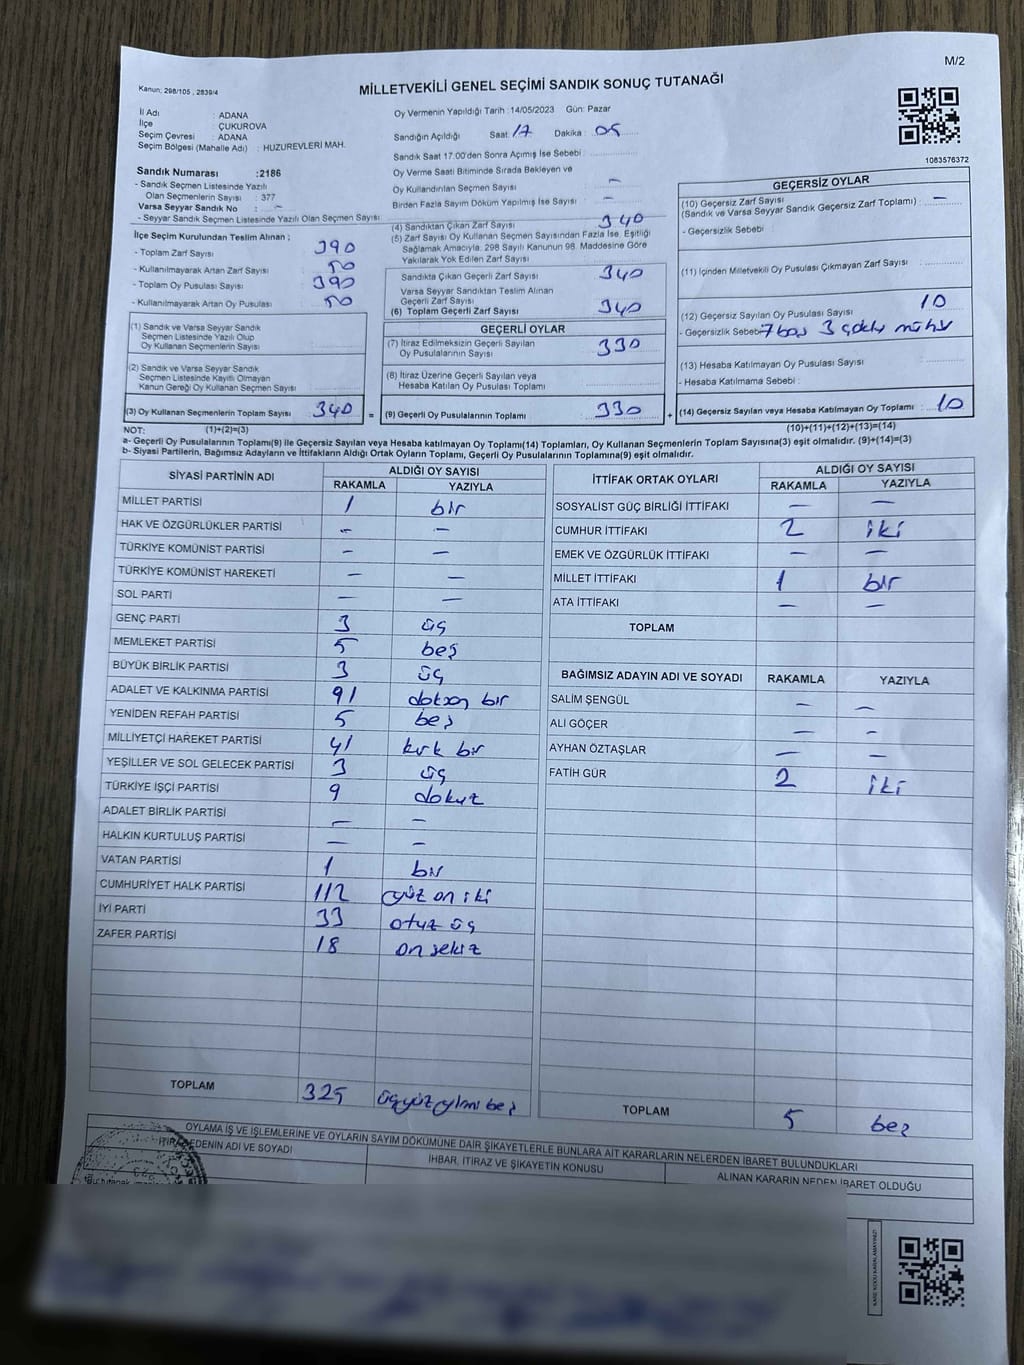 M/2
Kanun; 298/105 , 2839/4
MİLLETVEKİLİ GENEL SEÇİMİ SANDIK SONUÇ TUTANAĞI
İl Adı : ADANA
İlçe : ÇUKUROVA
Seçim Çevresi : ADANA
Seçim Bölgesi (Mahalle Adı) : HUZUREVLERİ MAH.
Sandık Numarası :2186
- Sandık Seçmen Listesinde Yazılı
Olan Seçmenlerin Sayısı : 377
Varsa Seyyar Sandık No : -
- Seyyar Sandık Seçmen Listesinde Yazılı Olan Seçmen Sayısı
Oy Vermenin Yapıldığı Tarih :14/05/2023 Gün: Pazar
Sandığın Açıldığı Saat 17 Dakika : 05
Sandık Saat 17.00'den Sonra Açılmış İse Sebebi :
Oy Verme Saati Bitiminde Sırada Bekleyen ve
Oy Kullandırılan Seçmen Sayısı : -
Birden Fazla Sayım Döküm Yapılmış İse Sayısı : -
1083576372
İlçe Seçim Kurulundan Teslim Alınan ;
- Toplam Zarf Sayısı 390
- Kullanılmayarak Artan Zarf Sayısı 50
- Toplam Oy Pusulası Sayısı 390
- Kullanılmayarak Artan Oy Pusulası 50
(1) Sandık ve Varsa Seyyar Sandık
Seçmen Listesinde Yazılı Olup
Oy Kullanan Seçmenlerin Sayısı
(2) Sandık ve Varsa Seyyar Sandık
Seçmen Listesinde Kayıtlı Olmayan
Kanun Gereği Oy Kullanan Seçmen Sayısı
(3) Oy Kullanan Seçmenlerin Toplam Sayısı 340 =
(4) Sandıktan Çıkan Zarf Sayısı 340
(5) Zarf Sayısı Oy Kullanan Seçmen Sayısından Fazla İse, Eşitliği
Sağlamak Amacıyla, 298 Sayılı Kanunun 98. Maddesine Göre
Yakılarak Yok Edilen Zarf Sayısı
Sandıkta Çıkan Geçerli Zarf Sayısı 340
Varsa Seyyar Sandıktan Teslim Alınan
Geçerli Zarf Sayısı
(6) Toplam Geçerli Zarf Sayısı 340
GEÇERLİ OYLAR
(7) İtiraz Edilmeksizin Geçerli Sayılan
Oy Pusulalarının Sayısı 330
(8) İtiraz Üzerine Geçerli Sayılan veya
Hesaba Katılan Oy Pusulası Toplamı
(9) Geçerli Oy Pusulalarının Toplamı 330 +
GEÇERSİZ OYLAR
(10) Geçersiz Zarf Sayısı -
(Sandık ve Varsa Seyyar Sandık Geçersiz Zarf Toplamı)
- Geçersizlik Sebebi :
(11) İçinden Milletvekili Oy Pusulası Çıkmayan Zarf Sayısı
(12) Geçersiz Sayılan Oy Pusulası Sayısı 10
- Geçersizlik Sebebi 7 boş 3 çoklu mühür
(13) Hesaba Katılmayan Oy Pusulası Sayısı
- Hesaba Katılmama Sebebi :
(14) Geçersiz Sayılan veya Hesaba Katılmayan Oy Toplamı 10
NOT: (1)+(2)=(3)
(10)+(11)+(12)+(13)=(14)
a- Geçerli Oy Pusulalarının Toplamı(9) ile Geçersiz Sayılan veya Hesaba katılmayan Oy Toplamı(14) Toplamları, Oy Kullanan Seçmenlerin Toplam Sayısına(3) eşit olmalıdır. (9)+(14)=(3)
b- Siyasi Partilerin, Bağımsız Adayların ve İttifakların Aldığı Ortak Oyların Toplamı, Geçerli Oy Pusulalarının Toplamına(9) eşit olmalıdır.
SİYASİ PARTİNİN ADI ALDIĞI OY SAYISI
RAKAMLA YAZIYLA
MİLLET PARTİSİ 1 bir
HAK VE ÖZGÜRLÜKLER PARTİSİ - -
TÜRKİYE KOMÜNİST PARTİSİ - -
TÜRKİYE KOMÜNİST HAREKETİ - -
SOL PARTİ - -
GENÇ PARTİ 3 üç
MEMLEKET PARTİSİ 5 beş
BÜYÜK BİRLİK PARTİSİ 3 üç
ADALET VE KALKINMA PARTİSİ 91 doksan bir
YENİDEN REFAH PARTİSİ 5 beş
MİLLİYETÇİ HAREKET PARTİSİ 41 kırk bir
YEŞİLLER VE SOL GELECEK PARTİSİ 3 üç
TÜRKİYE İŞÇİ PARTİSİ 9 dokuz
ADALET BİRLİK PARTİSİ - -
HALKIN KURTULUŞ PARTİSİ - -
VATAN PARTİSİ 1 bir
CUMHURİYET HALK PARTİSİ 112 yüz on iki
İYİ PARTİ 33 otuz üç
ZAFER PARTİSİ 18 on sekiz
TOPLAM 325 üçyüzyirmi beş
İTTİFAK ORTAK OYLARI ALDIĞI OY SAYISI
RAKAMLA YAZIYLA
SOSYALİST GÜÇ BİRLİĞİ İTTİFAKI - -
CUMHUR İTTİFAKI 2 iki
EMEK VE ÖZGÜRLÜK İTTİFAKI - -
MİLLET İTTİFAKI 1 bir
ATA İTTİFAKI - -
TOPLAM
BAĞIMSIZ ADAYIN ADI VE SOYADI RAKAMLA YAZIYLA
SALİM ŞENGÜL - -
ALİ GÖÇER - -
AYHAN ÖZTAŞLAR - -
FATİH GÜR 2 iki
TOPLAM 5 beş
OYLAMA İŞ VE İŞLEMLERİNE VE OYLARIN SAYIM DÖKÜMÜNE DAİR ŞİKAYETLERLE BUNLARA AİT KARARLARIN NELERDEN İBARET BULUNDUKLARI
İTİRAZ EDENİN ADI VE SOYADI
İHBAR, İTİRAZ VE ŞİKAYETİN KONUSU
ALINAN KARARIN NEDEN İBARET OLDUĞU
KARE KODU KARALAMAYINIZ!